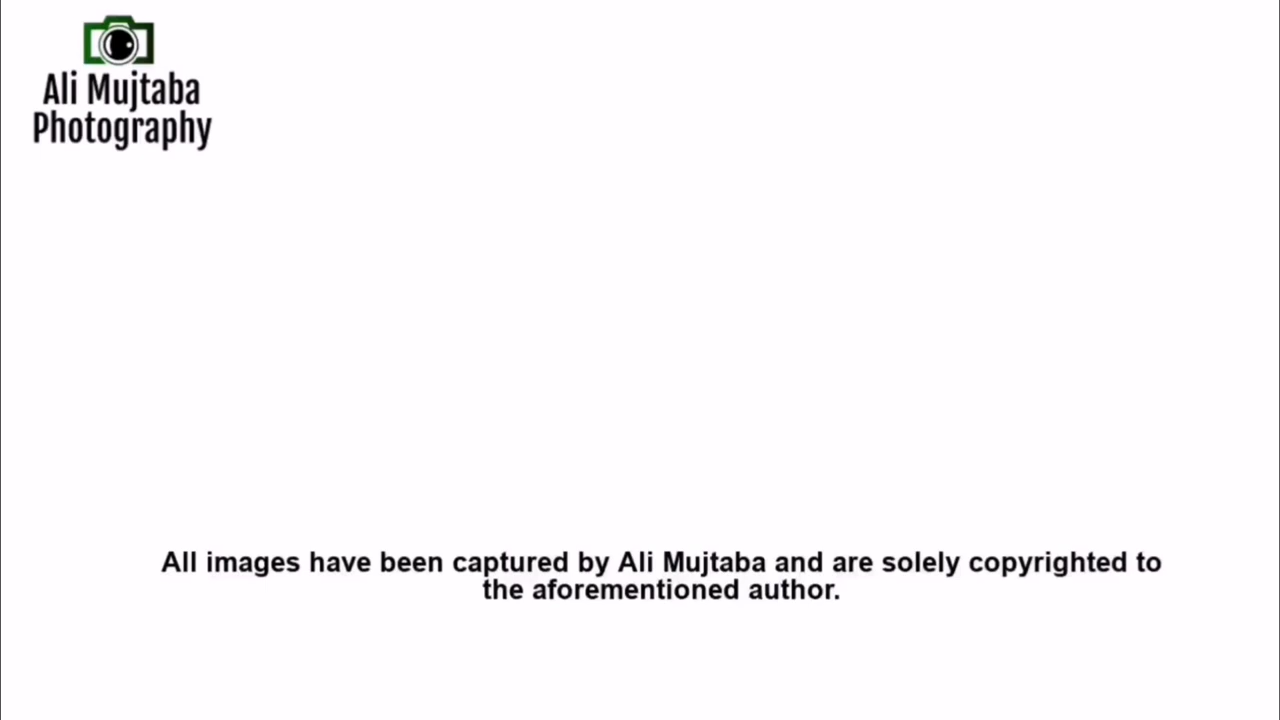 Ali Mujtaba
Photography
All images have been captured by Ali Mujtaba and are solely copyrighted to
the aforementioned author.